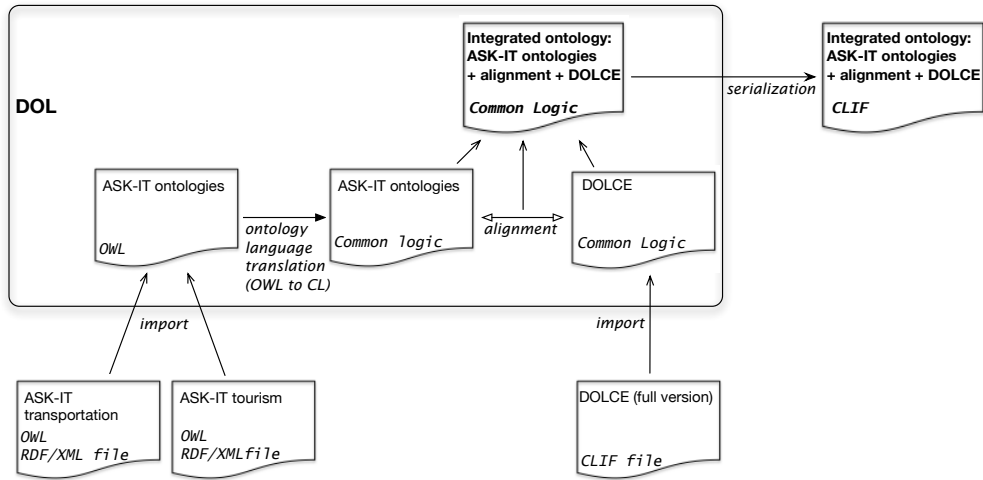 Integrated ontology:
ASK-IT ontologies
+ alignment + DOLCE
Common Logic
serialization
Integrated ontology:
ASK-IT ontologies
+ alignment + DOLCE
CLIF
DOL
ASK-IT ontologies
OWL
ontology
language
translation
(OWL to CL)
ASK-IT ontologies
Common logic
alignment
DOLCE
Common Logic
import
import
ASK-IT
transportation
OWL
RDF/XML file
ASK-IT tourism
OWL
RDF/XMLfile
DOLCE (full version)
CLIF file